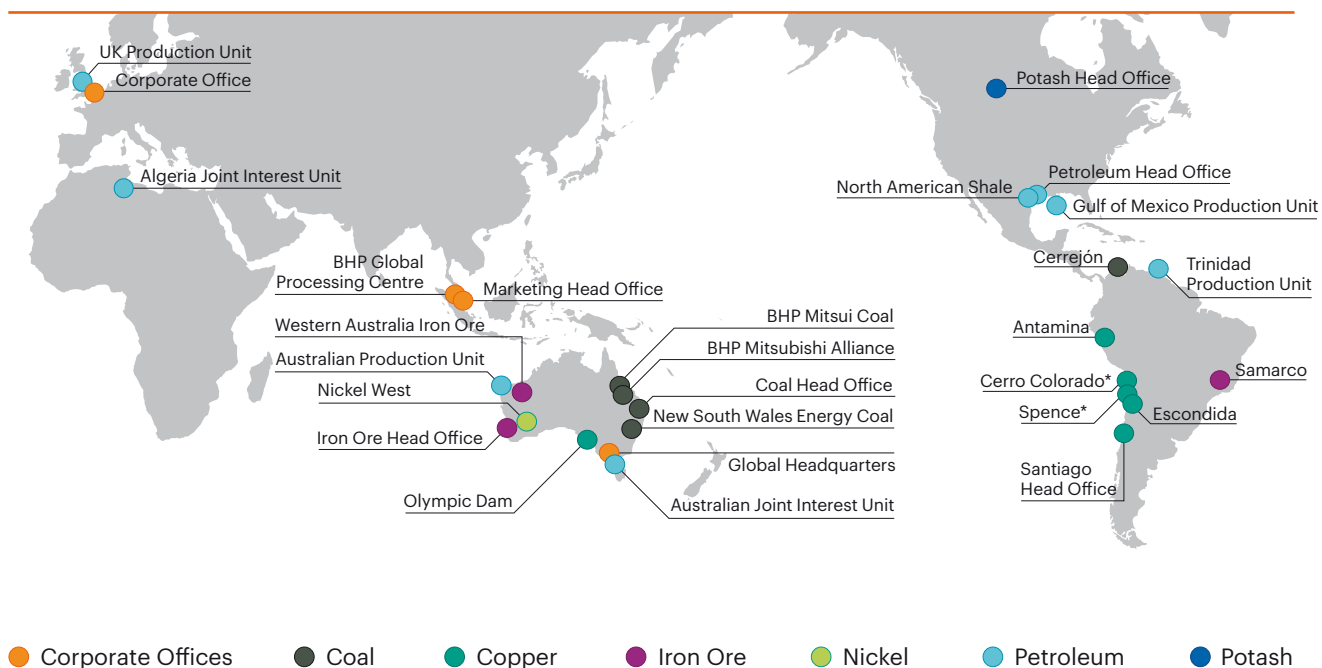 UK Production Unit
Corporate Office
Potash Head Office
Algeria Joint Interest Unit
Petroleum Head Office
North American Shale
Gulf of Mexico Production Unit
BHP Global
Processing Centre
Marketing Head Office
Cerrejón
Trinidad
Production Unit
Western Australia Iron Ore
BHP Mitsui Coal
Antamina
Australian Production Unit
BHP Mitsubishi Alliance
Nickel West
Coal Head Office
Cerro Colorado*
Samarco
Iron Ore Head Office
New South Wales Energy Coal
Spence*
Escondida
Global Headquarters
Santiago
Head Office
Olympic Dam
Australian Joint Interest Unit
Corporate Offices
Coal
Copper
Iron Ore
Nickel
Petroleum
Potash